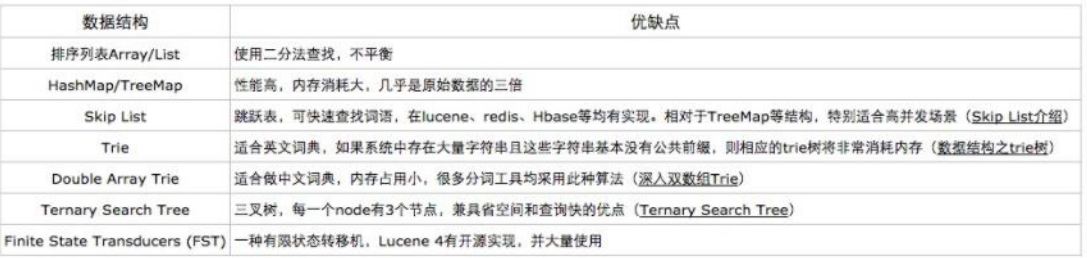 数据结构 优缺点
排序列表Array/List 使用二分法查找，不平衡
HashMap/TreeMap 性能高，内存消耗大，几乎是原始数据的三倍
Skip List 跳跃表，可快速查找词语，在lucene、redis、Hbase等均有实现。相对于TreeMap等结构，特别适合高并发场景（Skip List介绍）
Trie 适合英文词典，如果系统中存在大量字符串且这些字符串基本没有公共前缀，则相应的trie树将非常消耗内存（数据结构之trie树）
Double Array Trie 适合做中文词典，内存占用小，很多分词工具均采用此种算法（深入双数组Trie）
Ternary Search Tree 三叉树，每一个node有3个节点，兼具省空间和查询快的优点（Ternary Search Tree）
Finite State Transducers (FST) 一种有限状态转移机，Lucene 4有开源实现，并大量使用